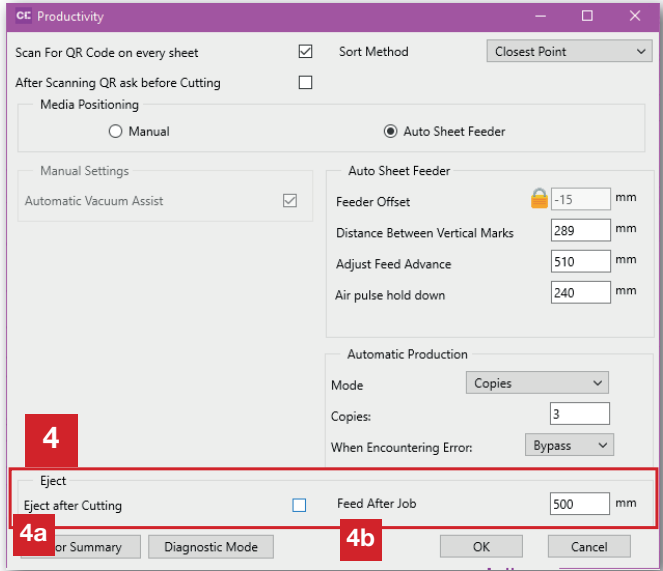 CC Productivity
Scan For QR Code on every sheet
Sort Method Closest Point
After Scanning QR ask before Cutting
Media Positioning
Manual Auto Sheet Feeder
Manual Settings
Automatic Vacuum Assist
Auto Sheet Feeder
Feeder Offset -15 mm
Distance Between Vertical Marks 289 mm
Adjust Feed Advance 510 mm
Air pulse hold down 240 mm
Automatic Production
Mode Copies
Copies: 3
When Encountering Error: Bypass
4
Eject
Eject after Cutting
Feed After Job 500 mm
4a
4b
or Summary
Diagnostic Mode
OK
Cancel